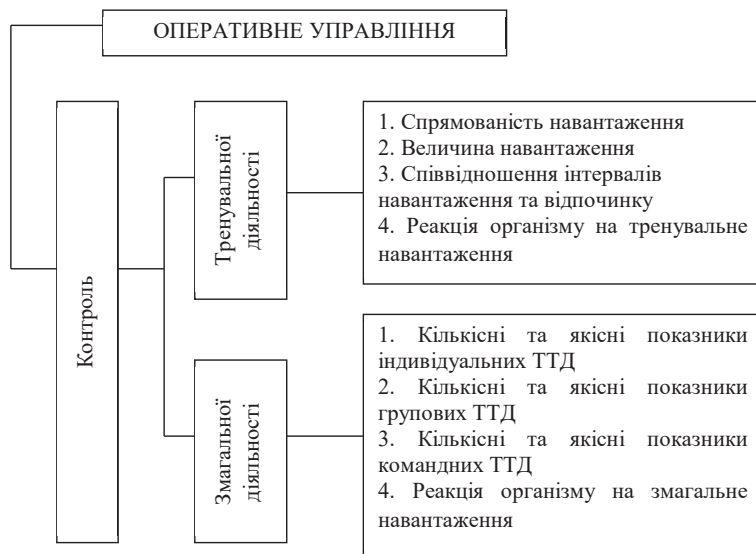 ОПЕРАТИВНЕ УПРАВЛІННЯ
Контроль
Тренувальної
діяльності
1. Спрямованість навантаження
2. Величина навантаження
3. Співвідношення інтервалів
навантаження та відпочинку
4. Реакція організму на тренувальне
навантаження
Змагальної
діяльності
1. Кількісні та якісні показники
індивідуальних ТТД
2. Кількісні та якісні показники
групових ТТД
3. Кількісні та якісні показники
командних ТТД
4. Реакція організму на змагальне
навантаження